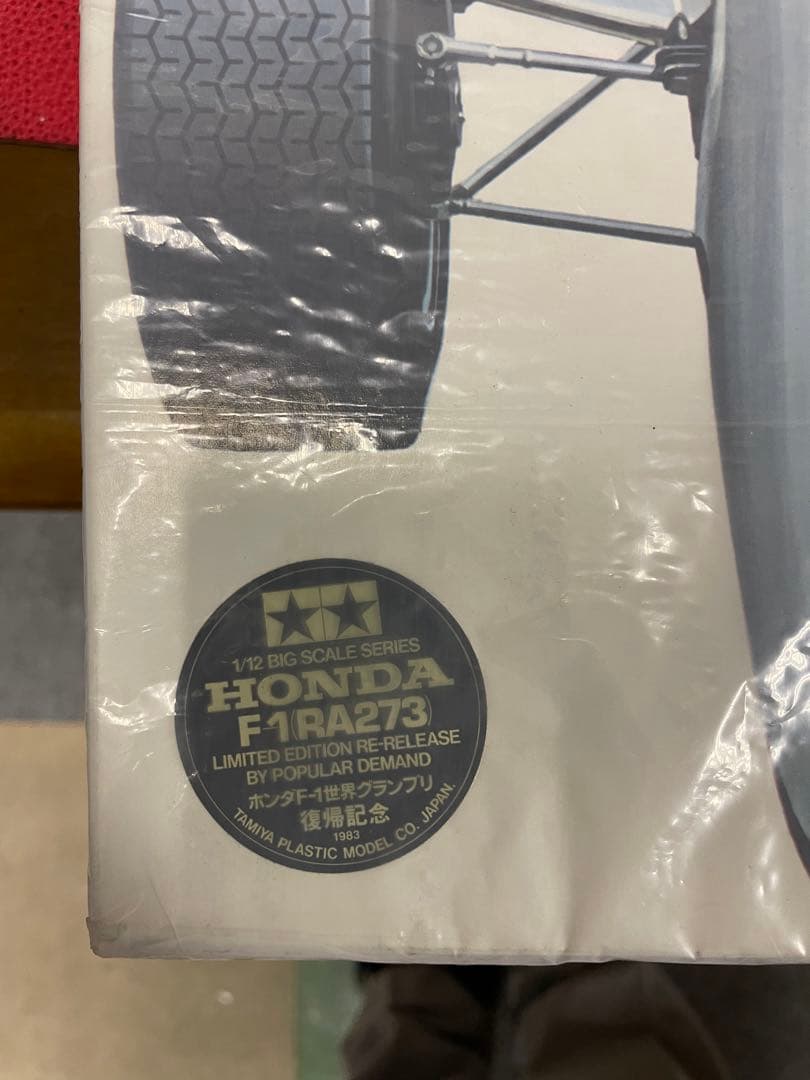 1/12 BIG SCALE SERIES
HONDA
F-1(RA273)
LIMITED EDITION RE-RELEASE
BY POPULAR DEMAND
ホンダF-1世界グランプリ
復帰記念
1983
TAMIYA PLASTIC MODEL CO. JAPAN.